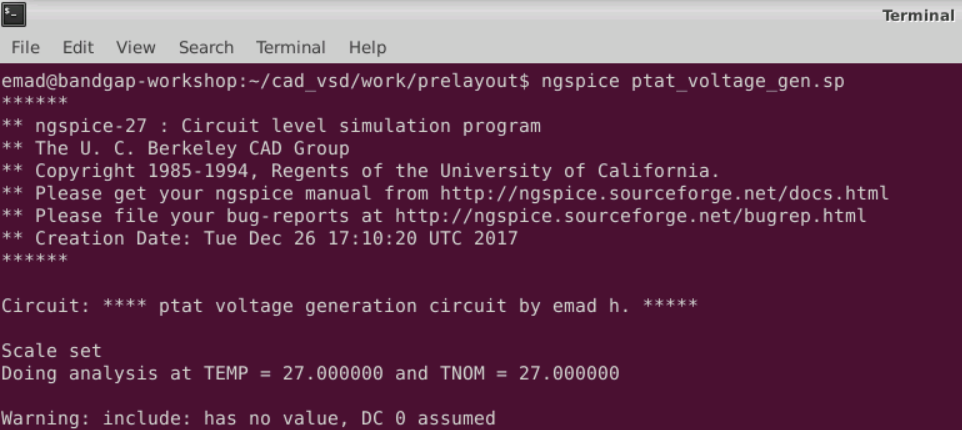 $_
Terminal
File Edit View Search Terminal Help
emad@bandgap-workshop:~/cad_vsd/work/prelayout$ ngspice ptat_voltage_gen.sp
******
** ngspice-27 : Circuit level simulation program
** The U. C. Berkeley CAD Group
** Copyright 1985-1994, Regents of the University of California.
** Please get your ngspice manual from http://ngspice.sourceforge.net/docs.html
** Please file your bug-reports at http://ngspice.sourceforge.net/bugrep.html
** Creation Date: Tue Dec 26 17:10:20 UTC 2017
******
Circuit: **** ptat voltage generation circuit by emad h. *****
Scale set
Doing analysis at TEMP = 27.000000 and TNOM = 27.000000
Warning: include: has no value, DC 0 assumed